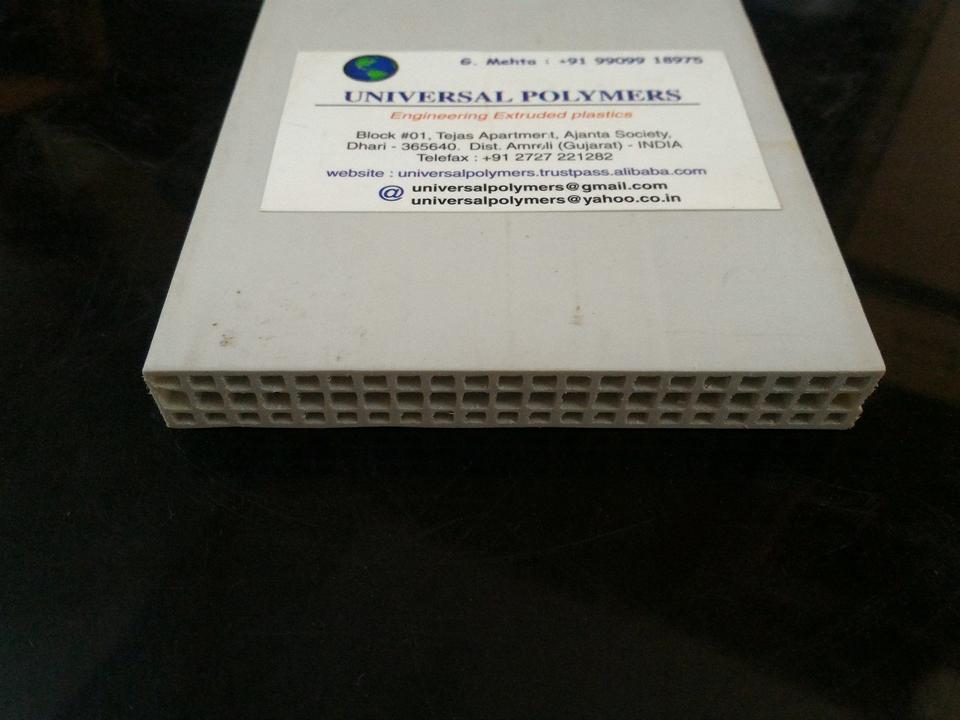 G. Mehta : +91 99099 18975
UNIVERSAL POLYMERS
Engineering Extruded plastics
Block #01, Tejas Apartment, Ajanta Society,
Dhari - 365640. Dist. Amreli (Gujarat) - INDIA
Telefax : +91 2727 221282
website : universalpolymers.trustpass.alibaba.com
@ universalpolymers@gmail.com
universalpolymers@yahoo.co.in